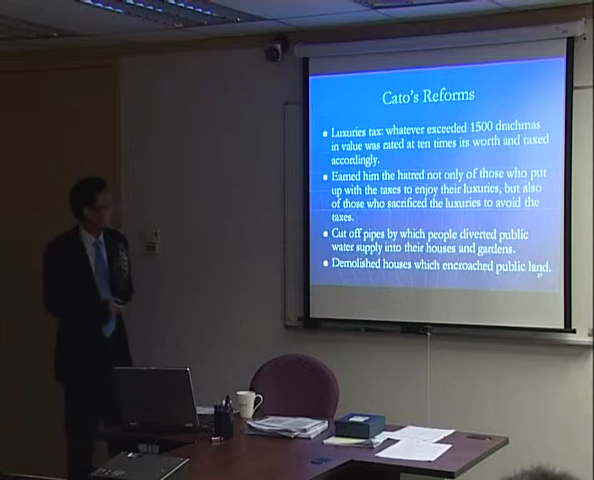 Cato's Reforms
Luxuries tax: whatever exceeded 1500 drachmas
in value was rated at ten times its worth and taxed
accordingly.
Earned him the hatred not only of those who put
up with the taxes to enjoy their luxuries, but also
of those who sacrificed the luxuries to avoid the
taxes.
Cut off pipes by which people diverted public
water supply into their houses and gardens.
Demolished houses which encroached public land.